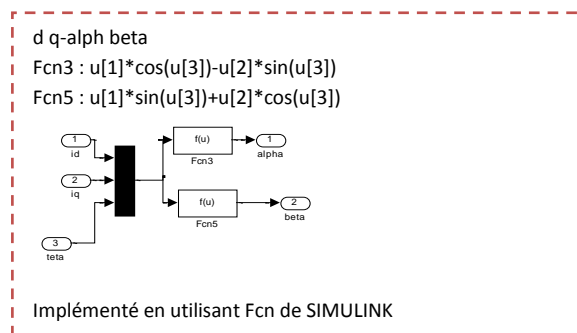 d q-alph beta
Fcn3 : u[1]*cos(u[3])-u[2]*sin(u[3])
Fcn5 : u[1]*sin(u[3])+u[2]*cos(u[3])
1
id
f(u)
Fcn3
1
alpha
2
iq
f(u)
Fcn5
2
beta
3
teta
Implémenté en utilisant Fcn de SIMULINK